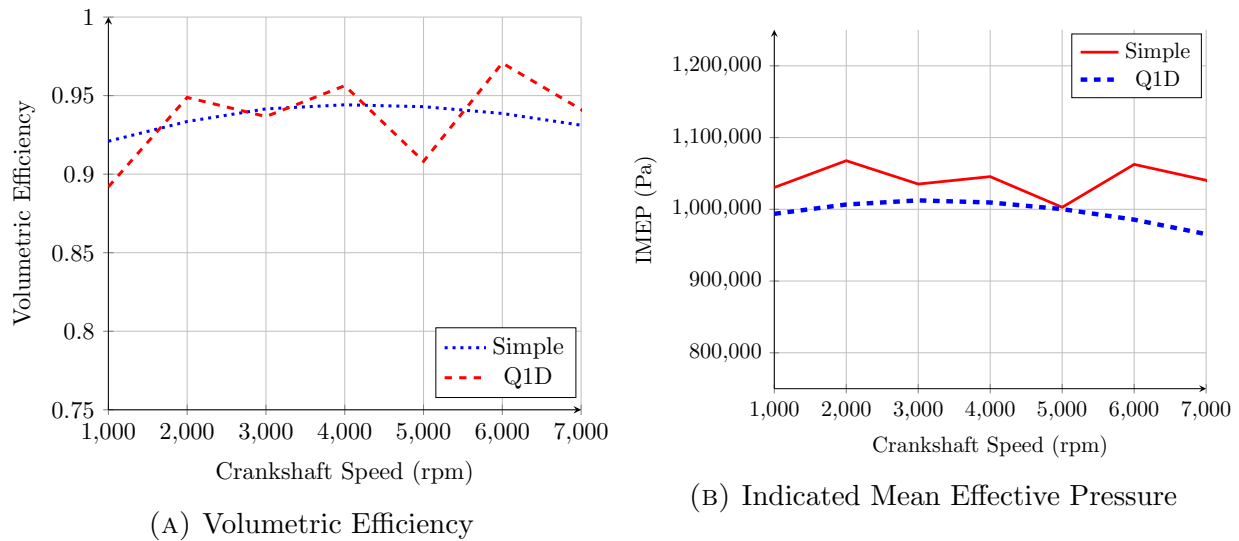 1
0.95
0.9
0.85
0.8
0.75
Volumetric Efficiency
1,000 2,000 3,000 4,000 5,000 6,000 7,000
Crankshaft Speed (rpm)
Simple
Q1D
(A) Volumetric Efficiency
1,200,000
1,100,000
1,000,000
900,000
800,000
IMEP (Pa)
1,000 2,000 3,000 4,000 5,000 6,000 7,000
Crankshaft Speed (rpm)
Simple
Q1D
(B) Indicated Mean Effective Pressure